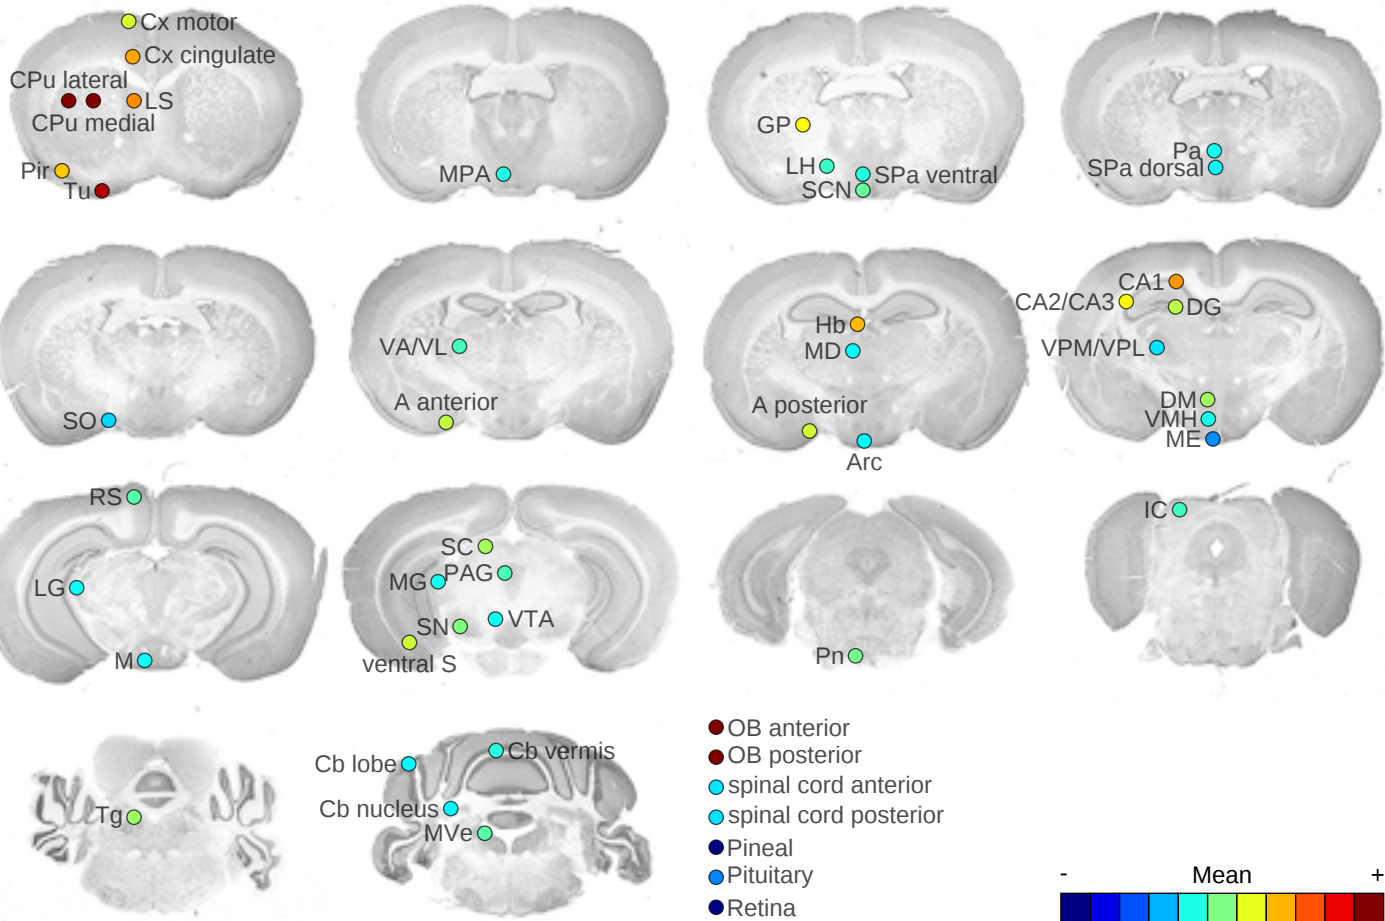 Cx motor
Cx cingulate
CPu lateral
LS
CPu medial
Pir
Tu
MPA
GP
LH
SPa ventral
SCN
Pa
SPa dorsal
SO
VA/VL
A anterior
Hb
MD
A posterior
Arc
CA1
CA2/CA3
DG
VPM/VPL
DM
VMH
ME
RS
LG
M
SC
MG
PAG
SN
VTA
ventral S
Pn
IC
Tg
Cb lobe
Cb vermis
Cb nucleus
MVe
OB anterior
OB posterior
spinal cord anterior
spinal cord posterior
Pineal
Pituitary
Retina
- Mean +